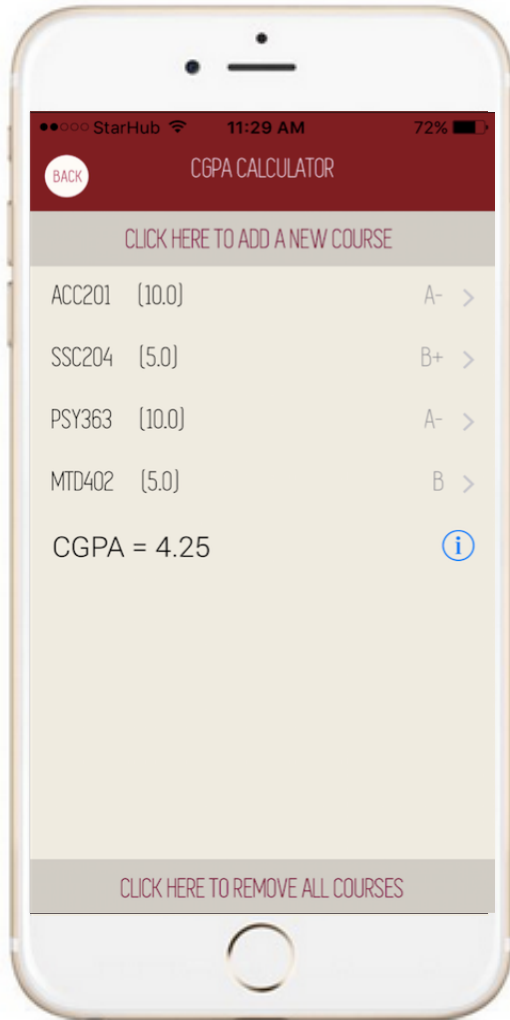 StarHub 11:29 AM 72%
BACK CGPA CALCULATOR
CLICK HERE TO ADD A NEW COURSE
ACC201 (10.0) A-
SSC204 (5.0) B+
PSY363 (10.0) A-
MTD402 (5.0) B
CGPA = 4.25
i
CLICK HERE TO REMOVE ALL COURSES